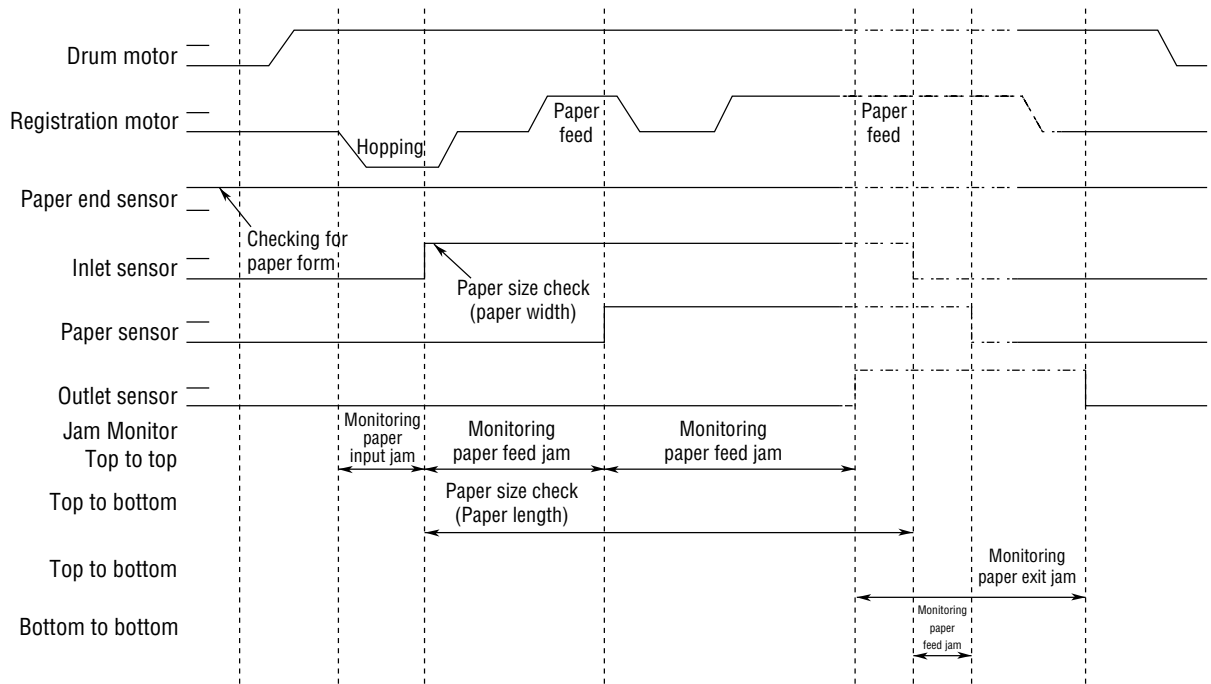 Drum motor
Registration motor
Hopping
Paper
feed
Paper
feed
Paper end sensor
Checking for
paper form
Inlet sensor
Paper size check
(paper width)
Paper sensor
Outlet sensor
Jam Monitor
Top to top
Monitoring
paper
input jam
Monitoring
paper feed jam
Monitoring
paper feed jam
Top to bottom
Paper size check
(Paper length)
Top to bottom
Monitoring
paper exit jam
Bottom to bottom
Monitoring
paper
feed jam